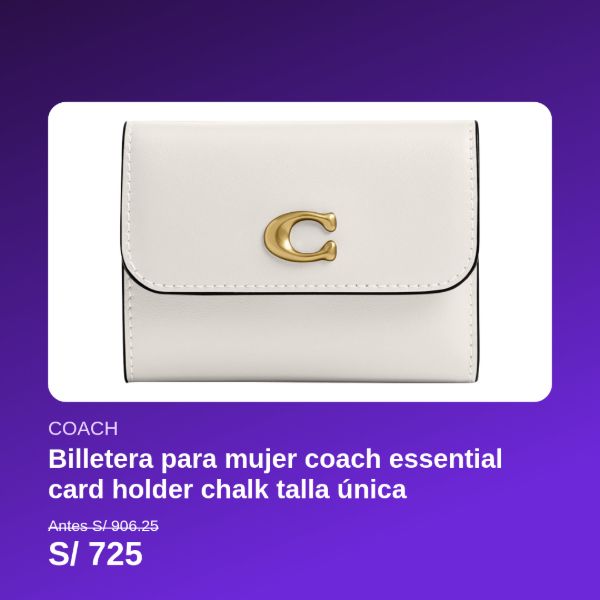 COACH
Billetera para mujer coach essential
card holder chalk talla única
Antes S/ 906.25
S/ 725